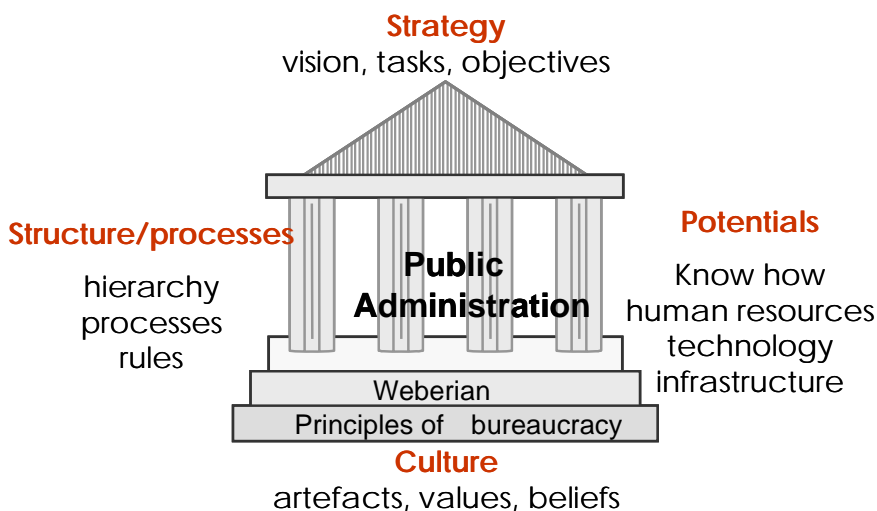 Strategy
vision, tasks, objectives
Structure/processes
hierarchy
processes
rules
Public
Administration
Potentials
Know how
human resources
technology
infrastructure
Weberian
Principles of bureaucracy
Culture
artefacts, values, beliefs